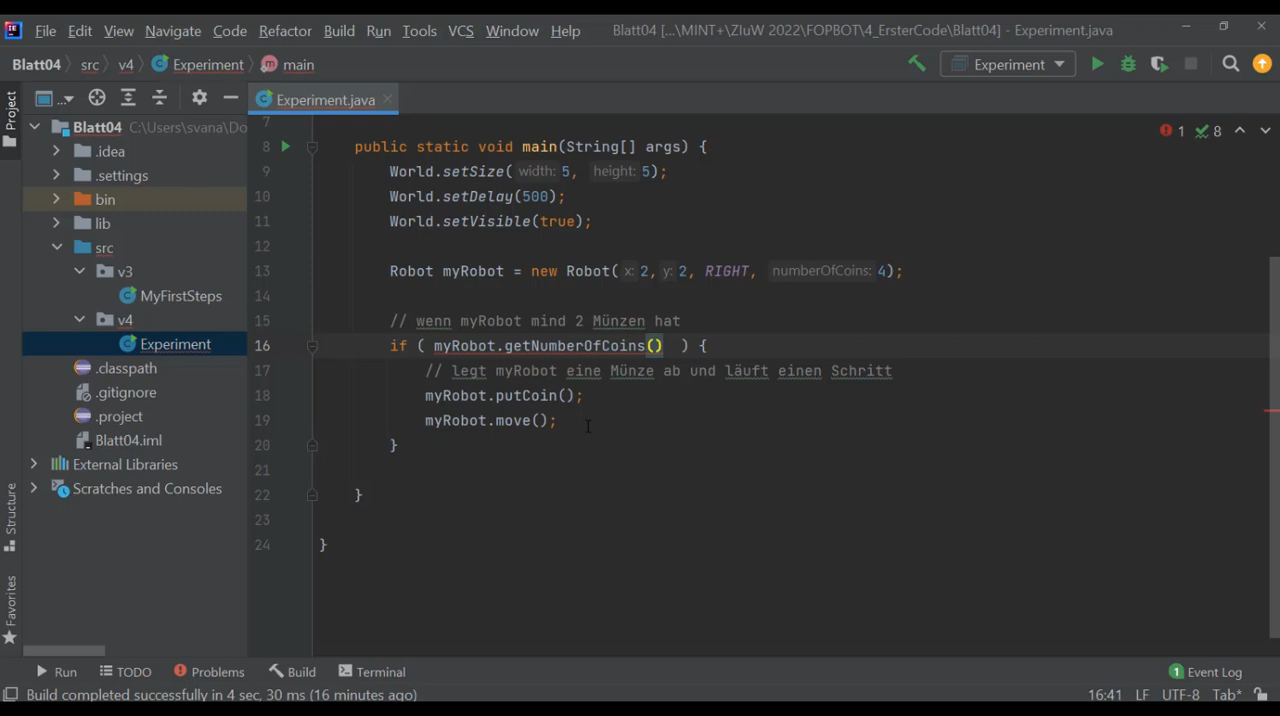 File Edit View Navigate Code Refactor Build Run Tools VCS Window Help Blatt04 [...\MINT+\ZIuW 2022\FOPBOT\4_ErsterCode\Blatt04] - Experiment.java
Blatt04 src v4 Experiment main Experiment
Project ... Experiment.java
Blatt04 C:\Users\svana\Do
.idea
.settings
bin
lib
src
v3
MyFirstSteps
v4
Experiment
.classpath
.gitignore
.project
Blatt04.iml
External Libraries
Scratches and Consoles
Structure
Favorites
1 8
7
8 public static void main(String[] args) {
9 World.setSize( width: 5, height: 5);
10 World.setDelay(500);
11 World.setVisible(true);
12
13 Robot myRobot = new Robot( x: 2, y: 2, RIGHT, numberOfCoins: 4);
14
15 // wenn myRobot mind 2 Münzen hat
16 if ( myRobot.getNumberOfCoins() ) {
17 // legt myRobot eine Münze ab und läuft einen Schritt
18 myRobot.putCoin();
19 myRobot.move();
20 }
21
22 }
23
24 }
Run TODO Problems Build Terminal 1 Event Log
Build completed successfully in 4 sec, 30 ms (16 minutes ago) 16:41 LF UTF-8 Tab*